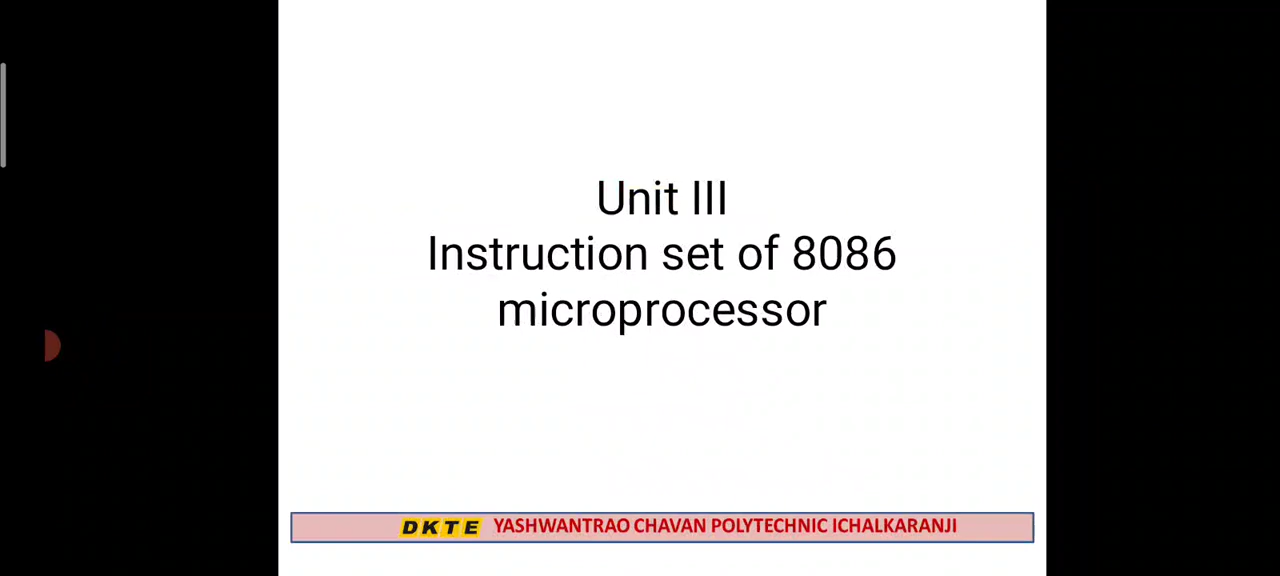 Unit III
Instruction set of 8086
microprocessor
DKTE YASHWANTRAO CHAVAN POLYTECHNIC ICHALKARANJI